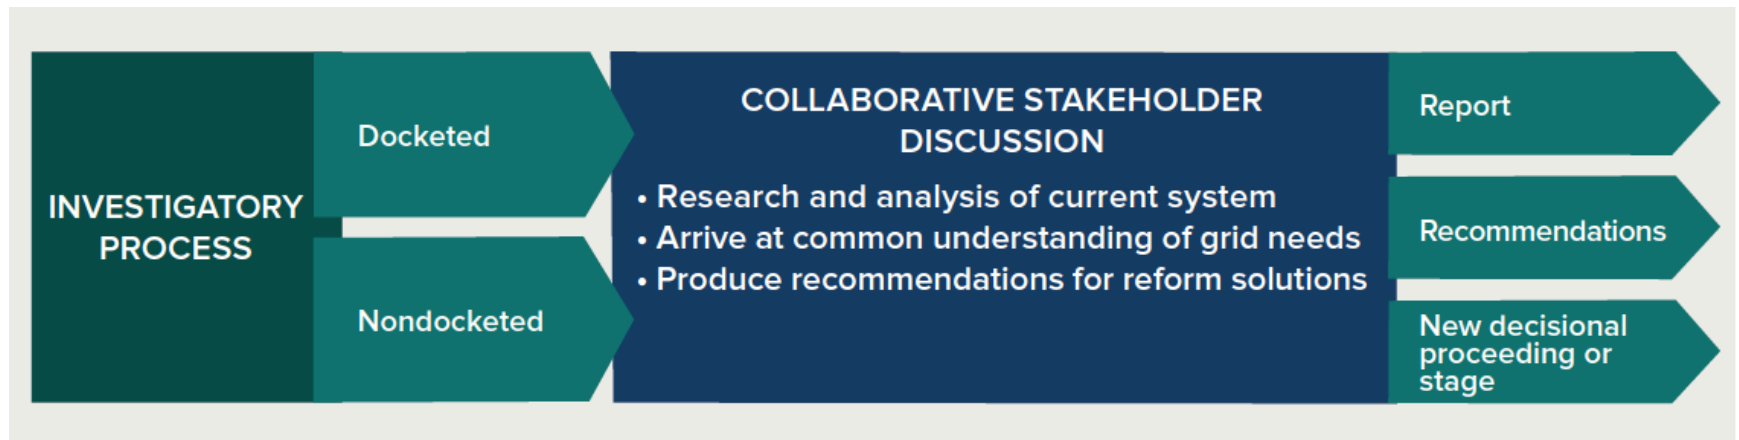 INVESTIGATORY
PROCESS
Docketed
Nondocketed
COLLABORATIVE STAKEHOLDER
DISCUSSION
• Research and analysis of current system
• Arrive at common understanding of grid needs
• Produce recommendations for reform solutions
Report
Recommendations
New decisional
proceeding or
stage